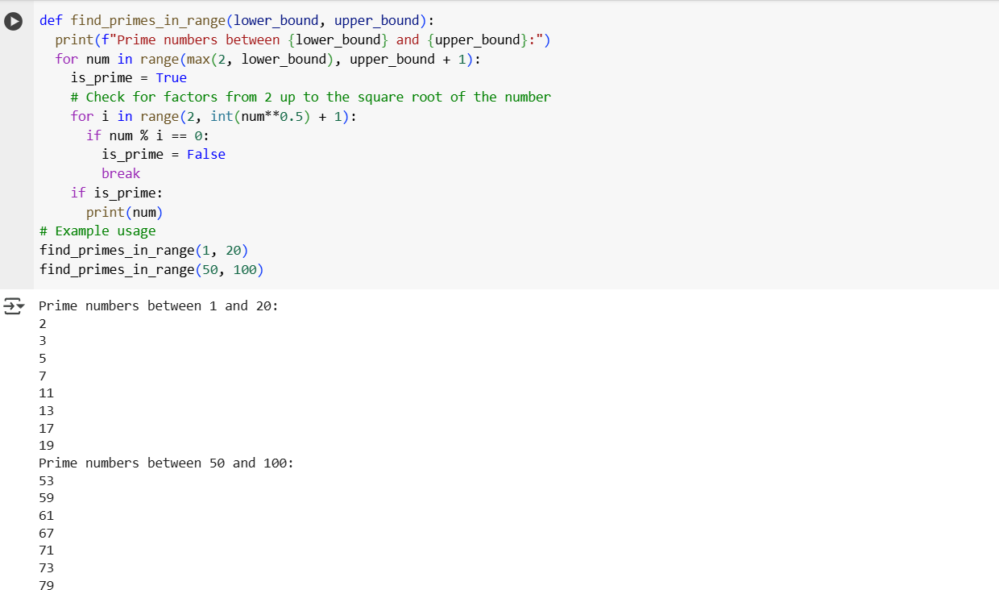 def find_primes_in_range(lower_bound, upper_bound):
  print(f"Prime numbers between {lower_bound} and {upper_bound}:")
  for num in range(max(2, lower_bound), upper_bound + 1):
    is_prime = True
    # Check for factors from 2 up to the square root of the number
    for i in range(2, int(num**0.5) + 1):
      if num % i == 0:
        is_prime = False
        break
    if is_prime:
      print(num)
# Example usage
find_primes_in_range(1, 20)
find_primes_in_range(50, 100)
Prime numbers between 1 and 20:
2
3
5
7
11
13
17
19
Prime numbers between 50 and 100:
53
59
61
67
71
73
79